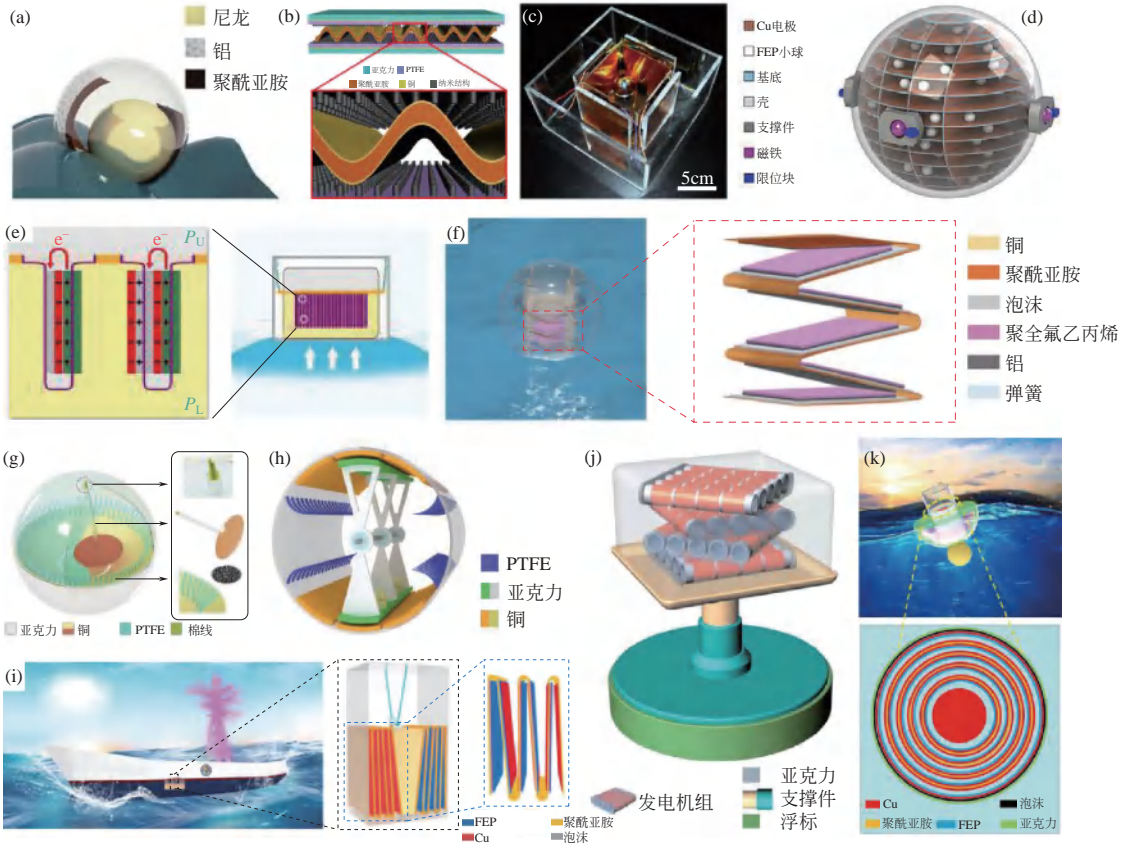 (a)
尼龙
铝
聚酰亚胺
(b)
亚克力 PTFE
聚酰亚胺 铜 纳米结构
(c)
5cm
Cu电极
FEP小球
基底
壳
支撑件
磁铁
限位块
(d)
(e)
e⁻ e⁻
P_U
P_L
(f)
铜
聚酰亚胺
泡沫
聚全氟乙丙烯
铝
弹簧
(g)
亚克力 铜 PTFE 棉线
(h)
PTFE
亚克力
铜
(i)
FEP 聚酰亚胺
Cu 泡沫
(j)
发电机组
亚克力
支撑件
浮标
(k)
Cu 泡沫
聚酰亚胺 FEP 亚克力